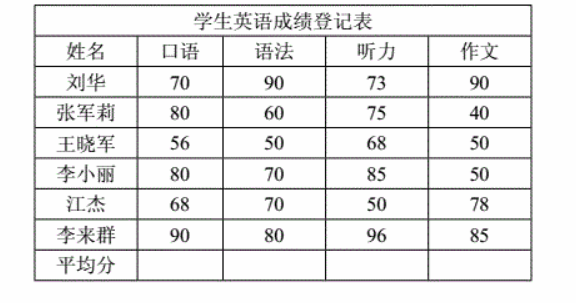 学生英语成绩登记表
姓名 口语 语法 听力 作文
刘华 70 90 73 90
张军莉 80 60 75 40
王晓军 56 50 68 50
李小丽 80 70 85 50
江杰 68 70 50 78
李来群 90 80 96 85
平均分